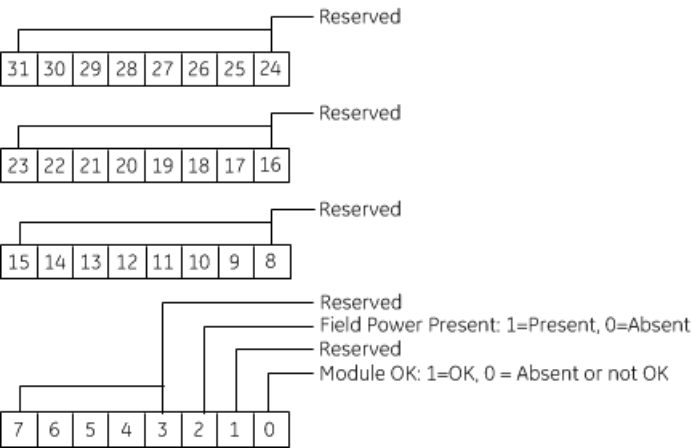 Reserved
31 30 29 28 27 26 25 24
Reserved
23 22 21 20 19 18 17 16
Reserved
15 14 13 12 11 10 9 8
Reserved
Field Power Present: 1=Present, 0=Absent
Reserved
Module OK: 1=OK, 0 = Absent or not OK
7 6 5 4 3 2 1 0